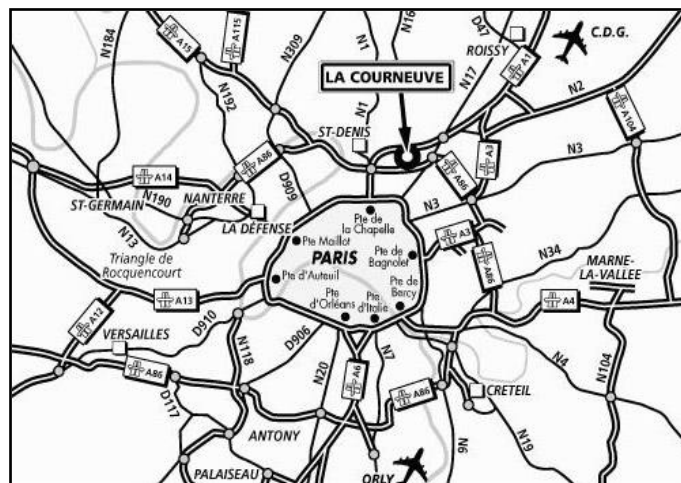 N184
A15
A115
N309
N1
N16
D47
C.D.G.
ROISSY
A1
N2
LA COURNEUVE
N192
N1
N17
A104
ST-DENIS
A3
N3
A86
D909
A86
A14
N190
NANTERRE
ST-GERMAIN
LA DÉFENSE
N13
N3
Pte de
la Chapelle
A3
Pte Maillot
PARIS
Pte de
Bagnolet
N34
Triangle de
Rocquencourt
MARNE-
LA-VALLEE
A86
Pte d'Auteuil
Pte de
Bercy
Pte
d'Orléans
Pte
d'Italie
A13
A4
A12
D910
VERSAILLES
N118
D906
N20
A6
N7
N4
N104
A86
D117
A86
CRETEIL
ANTONY
N6
N19
PALAISEAU
ORLY